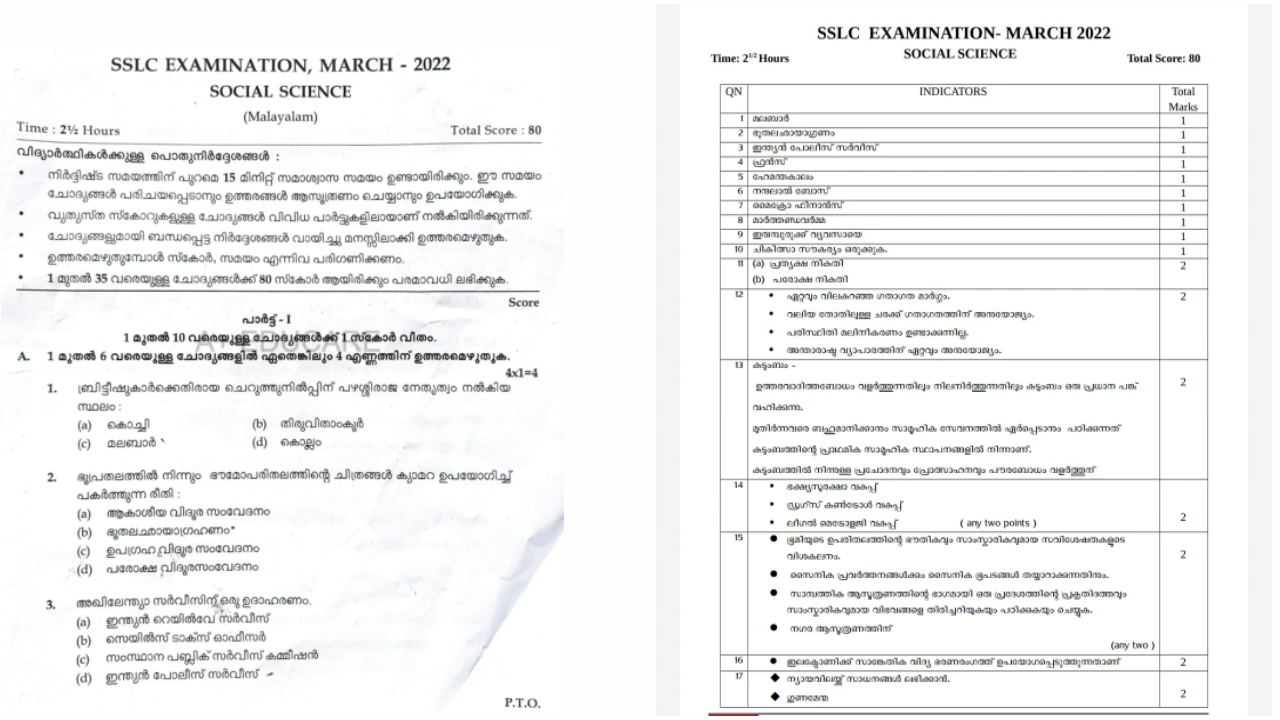 SSLC EXAMINATION, MARCH - 2022
SOCIAL SCIENCE
(Malayalam)
Time : 2½ Hours
Total Score : 80
വിദ്യാർത്ഥികൾക്കുള്ള പൊതുനിർദ്ദേശങ്ങൾ :
• നിർദ്ദിഷ്ട സമയത്തിന് പുറമെ 15 മിനിറ്റ് സമാശ്വാസ സമയം ഉണ്ടായിരിക്കും. ഈ സമയം
ചോദ്യങ്ങൾ പരിചയപ്പെടാനും ഉത്തരങ്ങൾ ആസൂത്രണം ചെയ്യാനും ഉപയോഗിക്കുക.
• വ്യത്യസ്ത സ്കോറുകളുള്ള ചോദ്യങ്ങൾ വിവിധ പാർട്ടുകളിലായാണ് നൽകിയിരിക്കുന്നത്.
• ചോദ്യങ്ങളുമായി ബന്ധപ്പെട്ട നിർദ്ദേശങ്ങൾ വായിച്ചു മനസ്സിലാക്കി ഉത്തരമെഴുതുക.
• ഉത്തരമെഴുതുമ്പോൾ സ്കോർ, സമയം എന്നിവ പരിഗണിക്കണം.
• 1 മുതൽ 35 വരെയുള്ള ചോദ്യങ്ങൾക്ക് 80 സ്കോർ ആയിരിക്കും പരമാവധി ലഭിക്കുക.
Score
പാർട്ട് - I
1 മുതൽ 10 വരെയുള്ള ചോദ്യങ്ങൾക്ക് 1 സ്കോർ വീതം.
A. 1 മുതൽ 6 വരെയുള്ള ചോദ്യങ്ങളിൽ ഏതെങ്കിലും 4 എണ്ണത്തിന് ഉത്തരമെഴുതുക.
4x1=4
1. ബ്രിട്ടീഷുകാർക്കെതിരായ ചെറുത്തുനിൽപ്പിന് പഴശ്ശിരാജ നേതൃത്വം നൽകിയ
സ്ഥലം :
(a) കൊച്ചി (b) തിരുവിതാംകൂർ
(c) മലബാർ (d) കൊല്ലം
2. ഭൂപ്രതലത്തിൽ നിന്നും ഭൗമോപരിതലത്തിന്റെ ചിത്രങ്ങൾ ക്യാമറ ഉപയോഗിച്ച്
പകർത്തുന്ന രീതി :
(a) ആകാശീയ വിദൂര സംവേദനം
(b) ഭൂതലഛായാഗ്രഹണം
(c) ഉപഗ്രഹ വിദൂര സംവേദനം
(d) പരോക്ഷ വിദൂരസംവേദനം
3. അഖിലേന്ത്യാ സർവീസിന് ഒരു ഉദാഹരണം.
(a) ഇന്ത്യൻ റെയിൽവേ സർവീസ്
(b) സെയിൽസ് ടാക്സ് ഓഫീസർ
(c) സംസ്ഥാന പബ്ലിക് സർവീസ് കമ്മീഷൻ
(d) ഇന്ത്യൻ പോലീസ് സർവീസ്
P.T.O.
SSLC EXAMINATION- MARCH 2022
SOCIAL SCIENCE
Time: 2 1/2 Hours
Total Score: 80
QN INDICATORS Total Marks
1 മലബാർ 1
2 ഭൂതലഛായാഗ്രണം 1
3 ഇന്ത്യൻ പോലീസ് സർവീസ് 1
4 ഫ്രാൻസ് 1
5 ഹേമന്തകാലം 1
6 നന്ദലാൽ ബോസ് 1
7 മൈക്രോ ഫിനാൻസ് 1
8 മാർത്തണ്ഡവർമ്മ 1
9 ഇരുമ്പുരുക്ക് വ്യവസായെ 1
10 ചികിത്സാ സൗകര്യം ഒരുക്കുക. 1
11 (a) പ്രത്യക്ഷ നികുതി 2
(b) പരോക്ഷ നികുതി
12 • ഏറ്റവും വിലകുറഞ്ഞ ഗതാഗത മാർഗ്ഗം. 2
• വലിയ തോതിലുള്ള ചരക്ക് ഗതാഗതത്തിന് അനുയോജ്യം.
• പരിസ്ഥിതി മലിനീകരണം ഉണ്ടാക്കുന്നില്ല.
• അന്താരാഷ്ട്ര വ്യാപാരത്തിന് ഏറ്റവും അനുയോജ്യം.
13 കുടുംബം -
ഉത്തരവാദിത്തബോധം വളർത്തുന്നതിലും നിലനിർത്തുന്നതിലും കുടുംബം ഒരു പ്രധാന പങ്ക് 2
വഹിക്കുന്നു.
മുതിർന്നവരെ ബഹുമാനിക്കാനും സാമൂഹിക സേവനത്തിൽ ഏർപ്പെടാനും പഠിക്കുന്നത്
കുടുംബത്തിന്റെ പ്രാഥമിക സാമൂഹിക സ്ഥാപനങ്ങളിൽ നിന്നാണ്.
കുടുംബത്തിൽ നിന്നുള്ള പ്രചോദനവും പ്രോത്സാഹനവും പൗരബോധം വളർത്തുന്ന്
14 ▪ ഭക്ഷ്യസുരക്ഷാ വകുപ്പ്
▪ ഡ്രഗ്സ് കൺട്രോൾ വകുപ്പ്
▪ ലീഗൽ മെട്രോളജി വകുപ്പ് ( any two points ) 2
15 ● ഭൂമിയുടെ ഉപരിതലത്തിന്റെ ഭൗതികവും സാംസ്കാരികവുമായ സവിശേഷതകളുടെ
വിശകലനം. 2
● സൈനിക പ്രവർത്തനങ്ങൾക്കും സൈനിക ഭൂപടങ്ങൾ തയ്യാറാക്കുന്നതിനും.
● സാമ്പത്തിക ആസൂത്രണത്തിന്റെ ഭാഗമായി ഒരു പ്രദേശത്തിന്റെ പ്രകൃതിദത്തവും
സാംസ്കാരികവുമായ വിഭവങ്ങളെ തിരിച്ചറിയുകയും പഠിക്കുകയും ചെയ്യുക.
● നഗര ആസൂത്രണത്തിന്
(any two )
16 ● ഇലക്ട്രോണിക്ക് സാങ്കേതിക വിദ്യ ഭരണരംഗത്ത് ഉപയോഗപ്പെടുത്തുന്നതാണ് 2
17 ◆ ന്യായവിലയ്ക്ക് സാധനങ്ങൾ ലഭിക്കാൻ.
◆ ഗുണമേന്മ 2